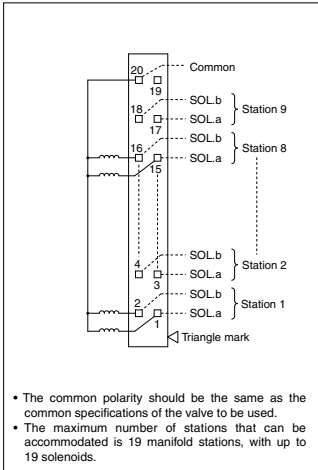 20
Common
19
18
SOL.b
Station 9
17
SOL.a
16
SOL.b
Station 8
15
SOL.a
4
SOL.b
Station 2
3
SOL.a
2
SOL.b
Station 1
1
SOL.a
Triangle mark
• The common polarity should be the same as the
common specifications of the valve to be used.
• The maximum number of stations that can be
accommodated is 19 manifold stations, with up to
19 solenoids.